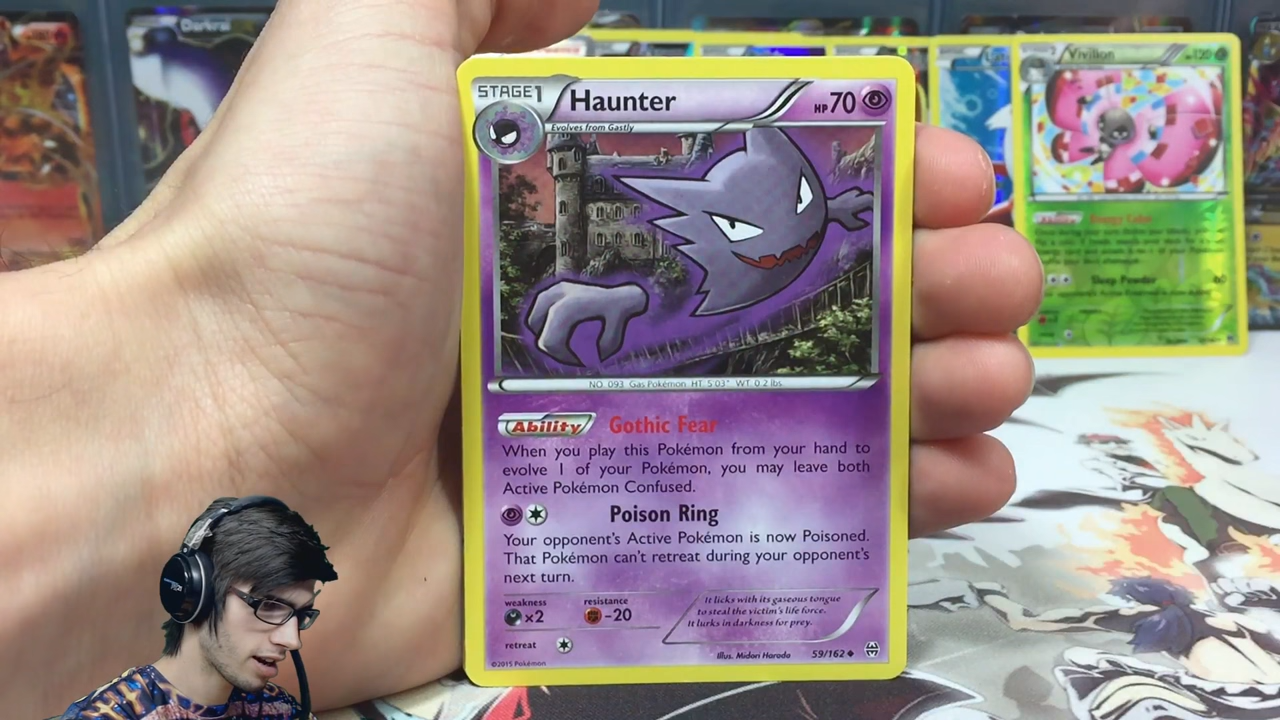 Darkrai
Vivillon
120
STAGE1
Haunter
HP70
Evolves from Gastly
NO. 093 Gas Pokémon HT. 5'03" WT. 0.2 lbs.
Ability Gothic Fear
When you play this Pokémon from your hand to
evolve 1 of your Pokémon, you may leave both
Active Pokémon Confused.
Poison Ring
Your opponent's Active Pokémon is now Poisoned.
That Pokémon can't retreat during your opponent's
next turn.
weakness
resistance
×2
-20
It licks with its gaseous tongue
to steal the victim's life force.
It lurks in darkness for prey.
retreat
Illus. Midori Harada
59/162
©2015 Pokémon
Ability
Sleep Powder